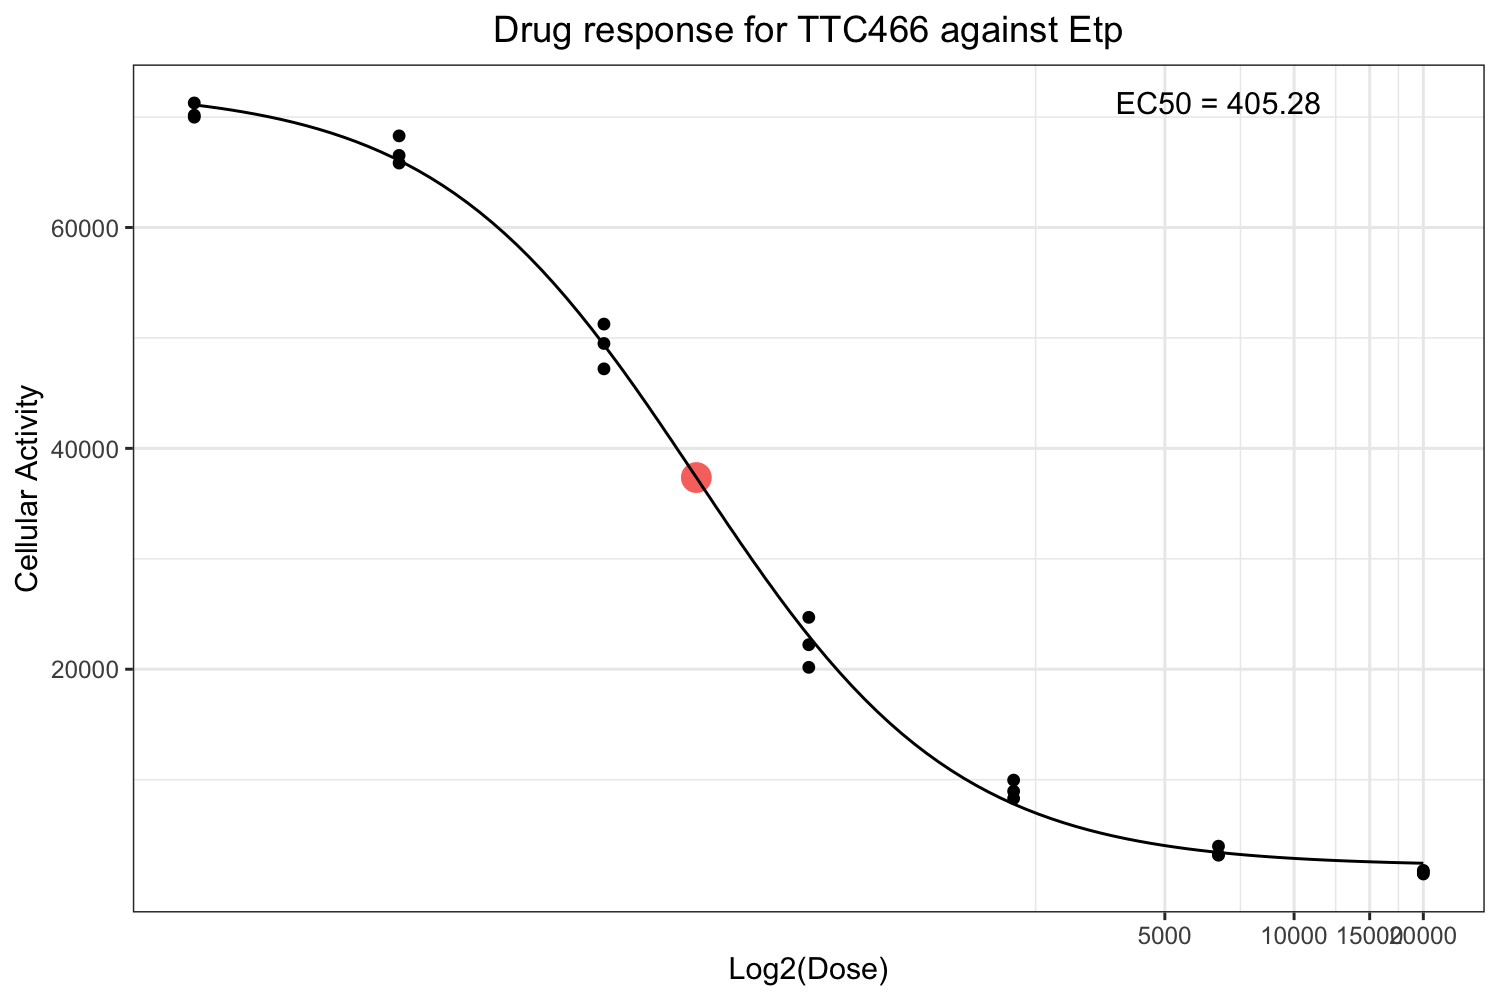 Drug response for TTC466 against Etp
EC50 = 405.28
60000
40000
20000
Cellular Activity
5000 10000 15000 20000
Log2(Dose)